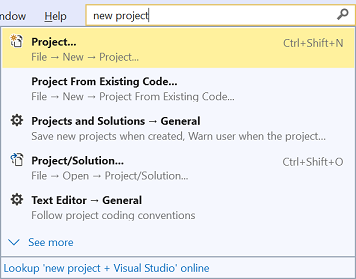 ndow Help new project
Project... Ctrl+Shift+N
File → New → Project...
Project From Existing Code...
File → New → Project From Existing Code...
Projects and Solutions → General
Save new projects when created, Warn user when the project...
Project/Solution... Ctrl+Shift+O
File → Open → Project/Solution...
Text Editor → General
Follow project coding conventions
See more
Lookup 'new project + Visual Studio' online